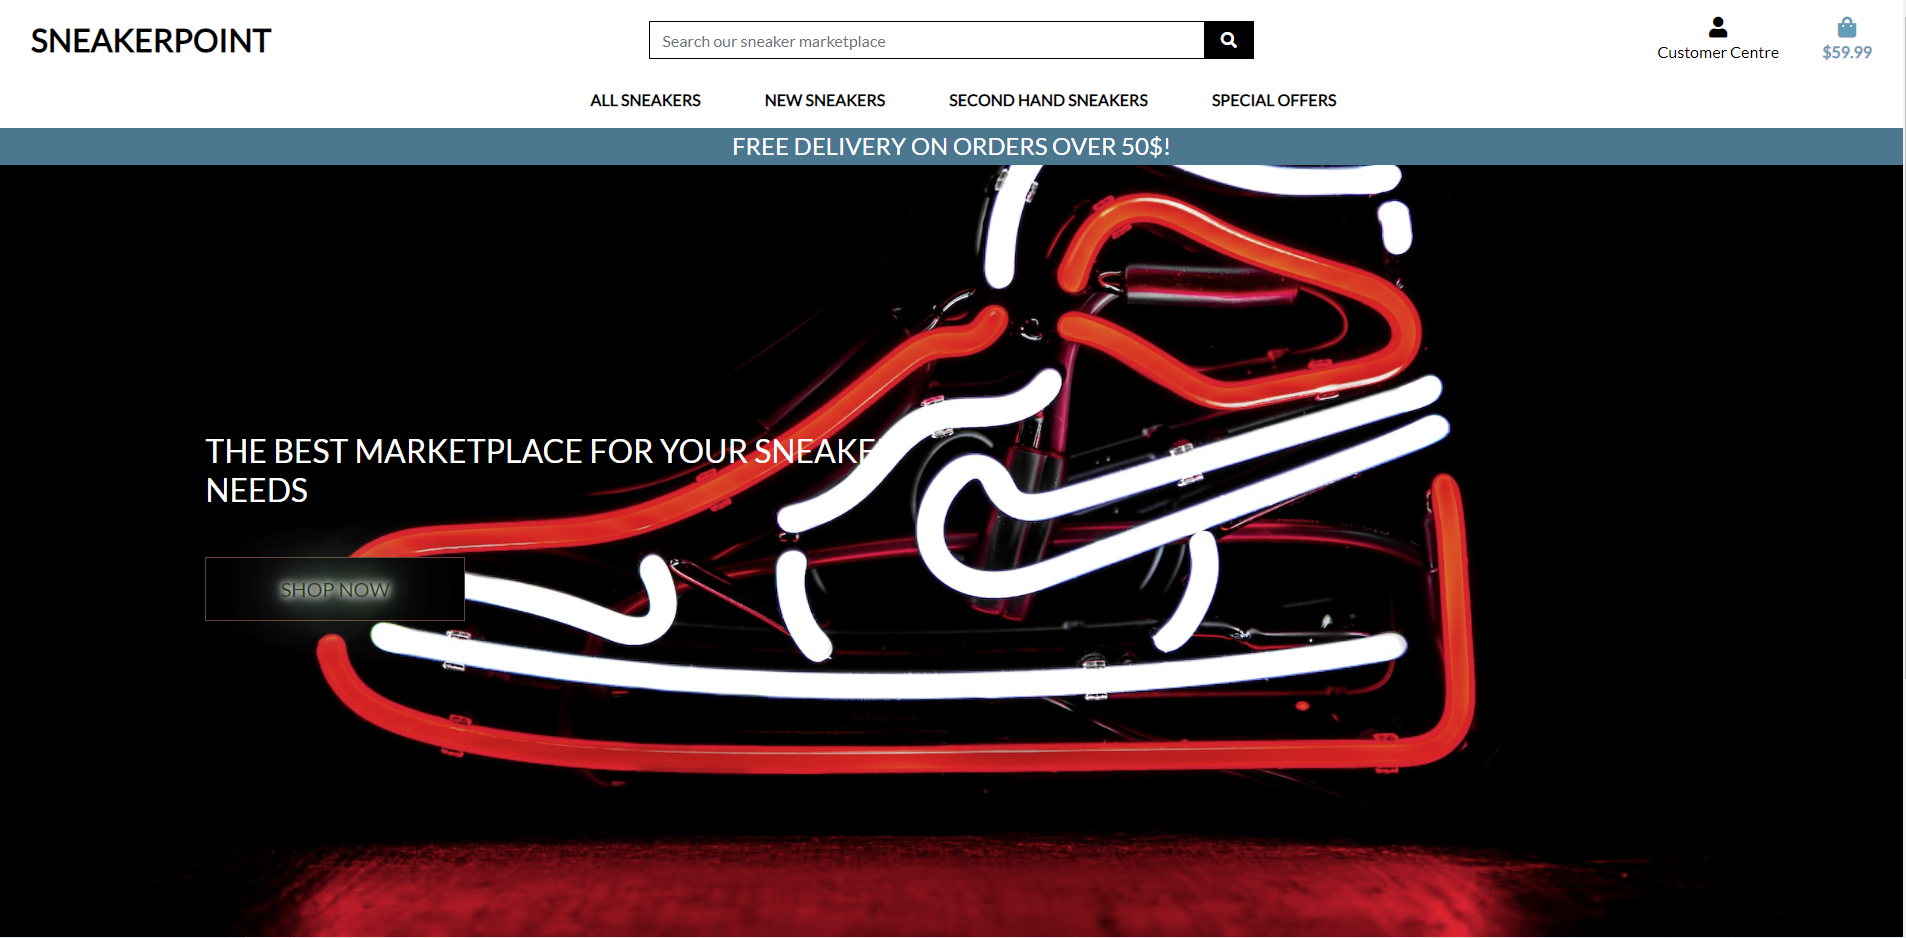 SNEAKERPOINT
Search our sneaker marketplace
Customer Centre
$59.99
ALL SNEAKERS NEW SNEAKERS SECOND HAND SNEAKERS SPECIAL OFFERS
FREE DELIVERY ON ORDERS OVER 50$!
THE BEST MARKETPLACE FOR YOUR SNEAKE
NEEDS
SHOP NOW